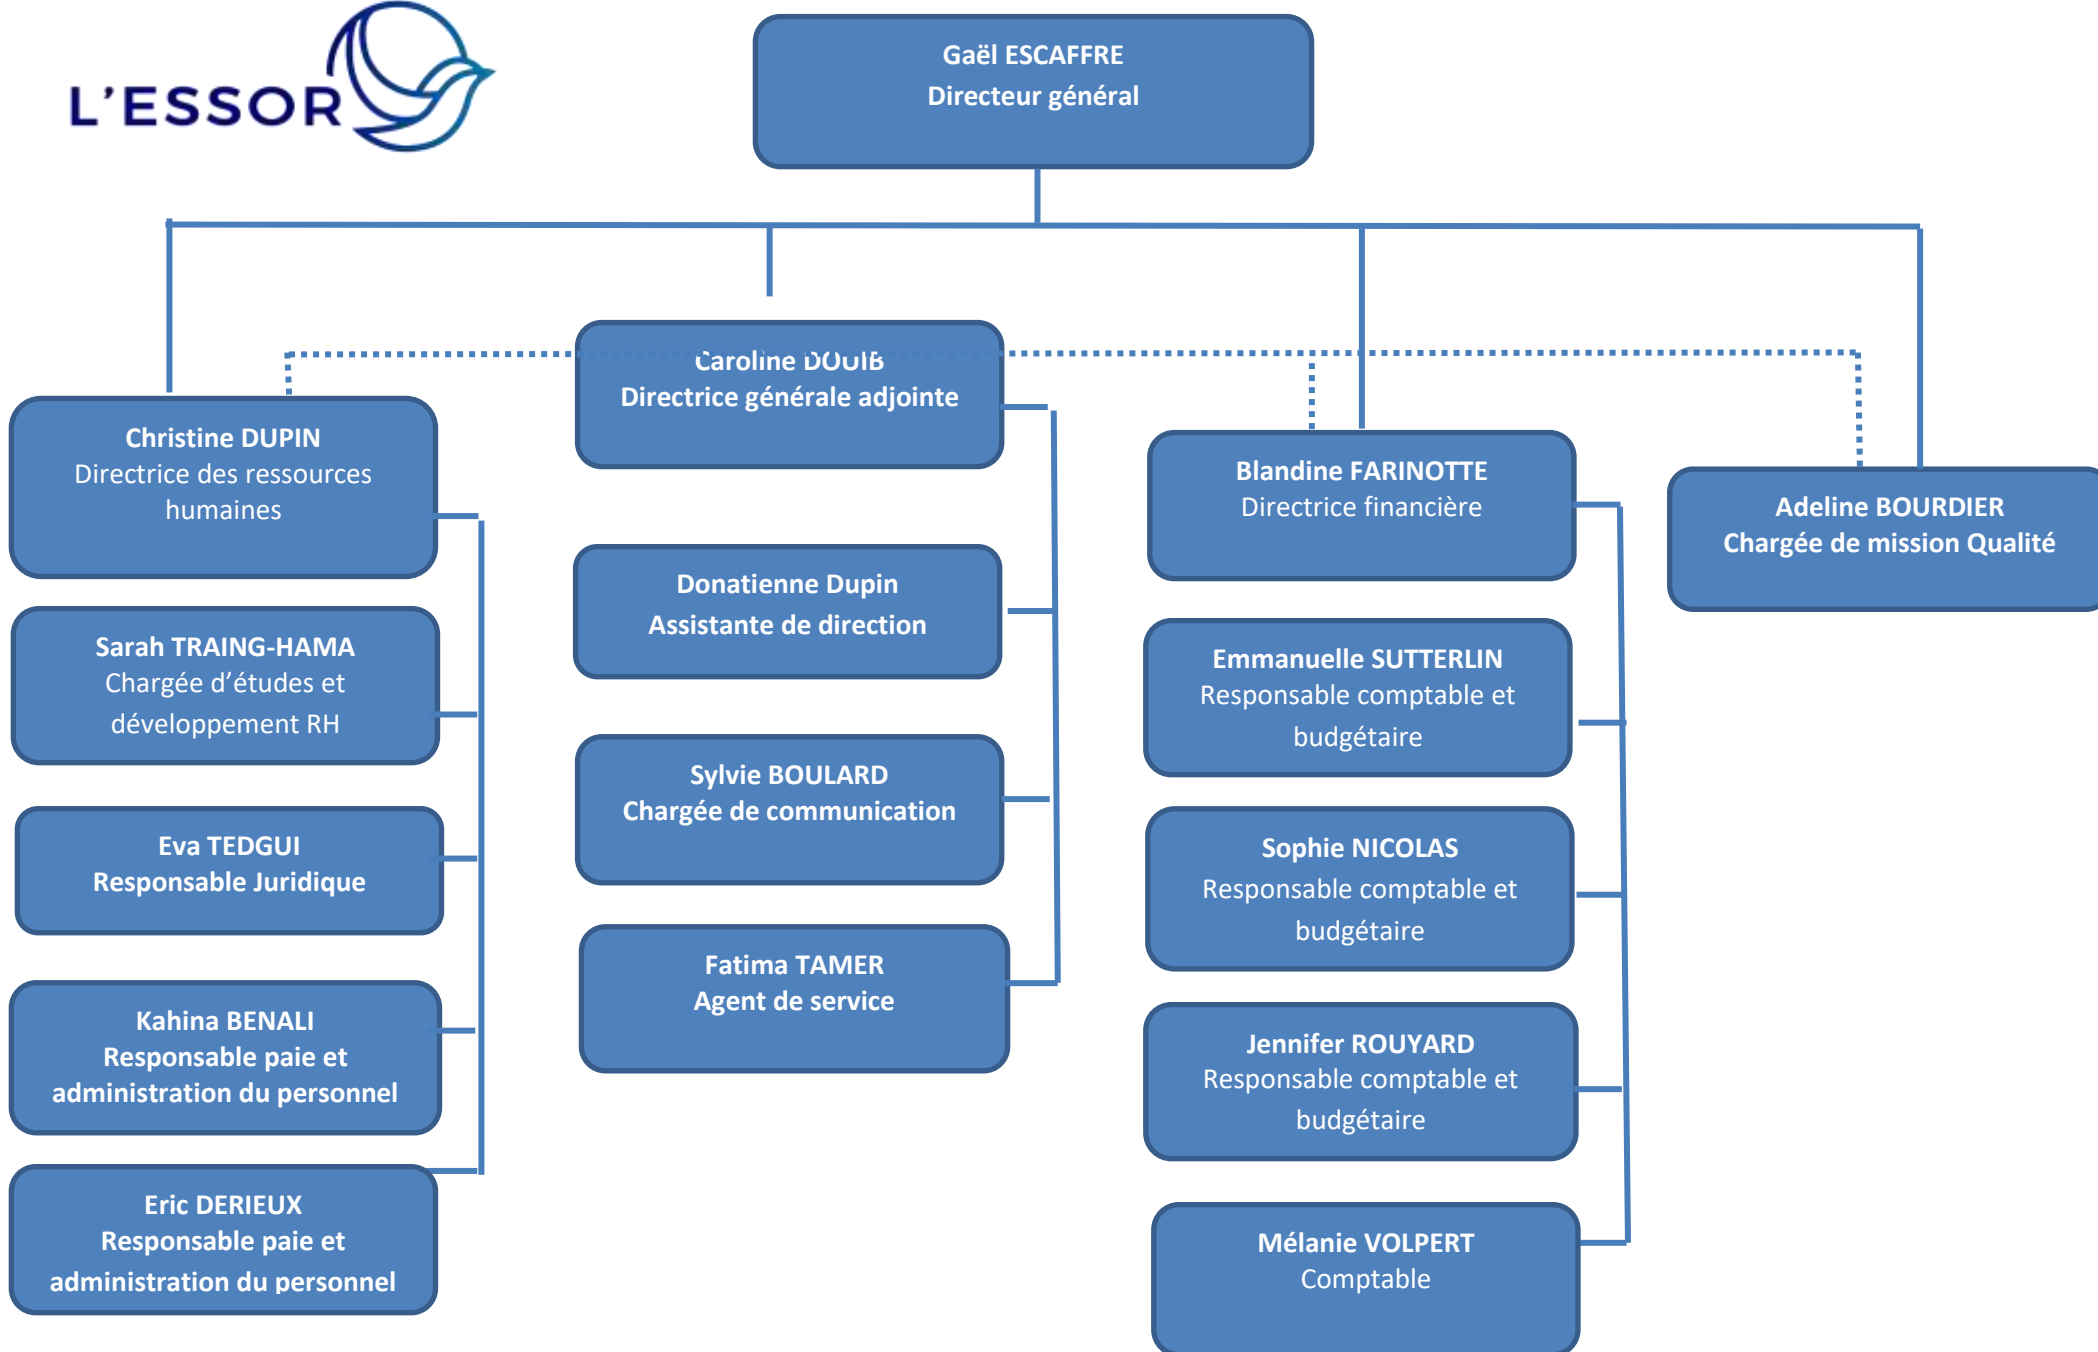 L'ESSOR
Gaël ESCAFFRE
Directeur général
Christine DUPIN
Directrice des ressources
humaines
Sarah TRAING-HAMA
Chargée d’études et
développement RH
Eva TEDGUI
Responsable Juridique
Kahina BENALI
Responsable paie et
administration du personnel
Eric DERIEUX
Responsable paie et
administration du personnel
Caroline DOUIB
Directrice générale adjointe
Donatienne Dupin
Assistante de direction
Sylvie BOULARD
Chargée de communication
Fatima TAMER
Agent de service
Blandine FARINOTTE
Directrice financière
Emmanuelle SUTTERLIN
Responsable comptable et
budgétaire
Sophie NICOLAS
Responsable comptable et
budgétaire
Jennifer ROUYARD
Responsable comptable et
budgétaire
Mélanie VOLPERT
Comptable
Adeline BOURDIER
Chargée de mission Qualité